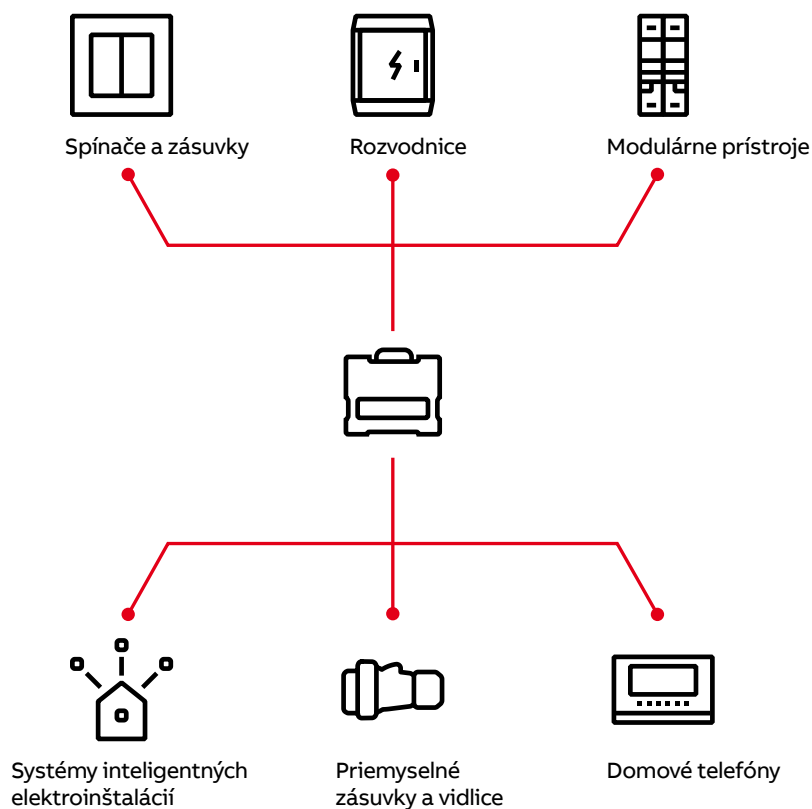 Spínače a zásuvky
Rozvodnice
Modulárne prístroje
Systémy inteligentných
elektroinštalácií
Priemyselné
zásuvky a vidlice
Domové telefóny